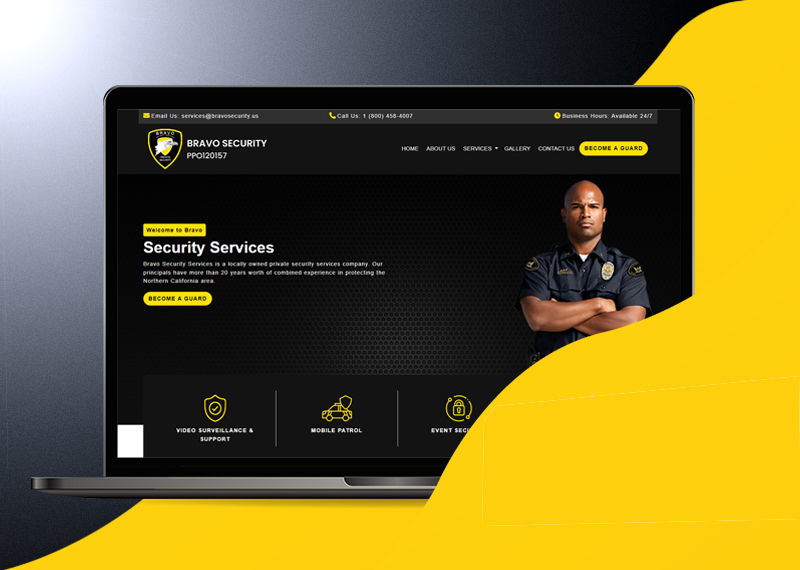 Email Us: services@bravosecurity.us
Call Us: 1 (800) 458-4007
Business Hours: Available 24/7
BRAVO
BRAVO SECURITY
PPO120157
HOME
ABOUT US
SERVICES
GALLERY
CONTACT US
BECOME A GUARD
Welcome to Bravo
Security Services
Bravo Security Services is a locally owned private security services company. Our
principals have more than 20 years worth of combined experience in protecting the
Northern California area.
BECOME A GUARD
VIDEO SURVEILLANCE &
SUPPORT
MOBILE PATROL
EVENT